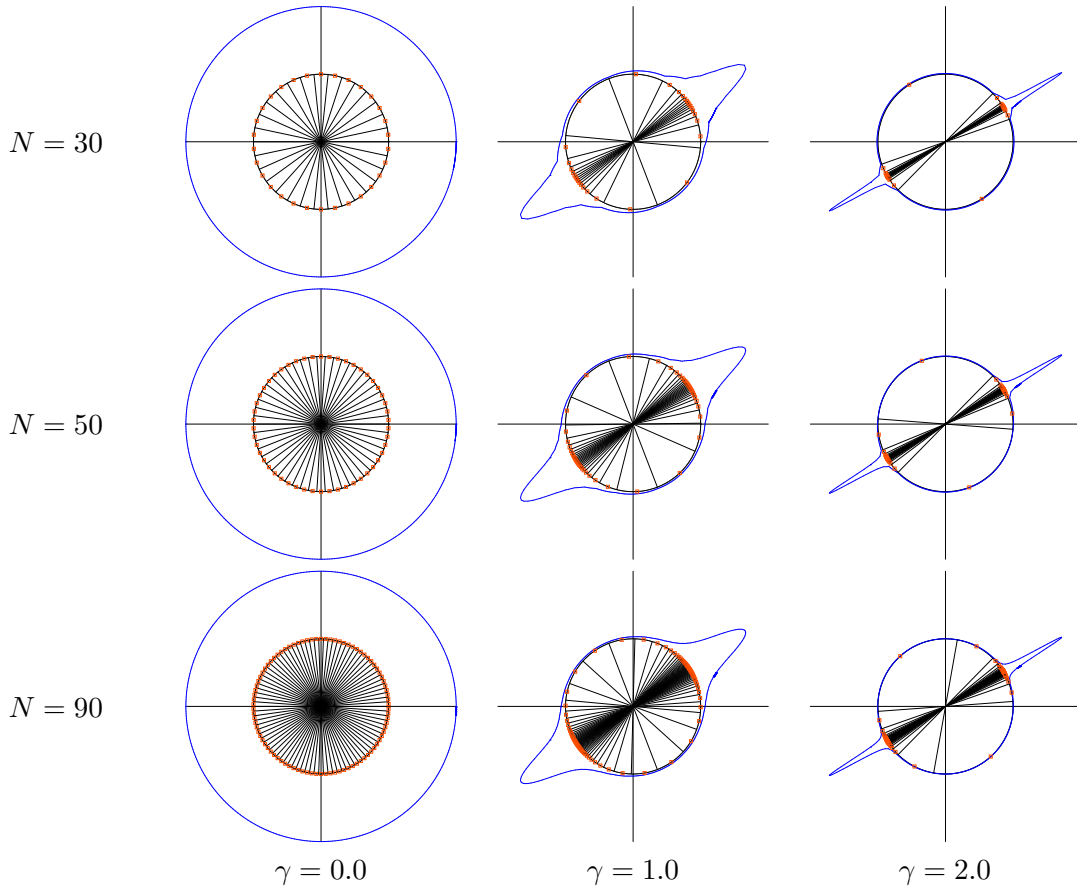 N = 30
N = 50
N = 90
γ = 0.0 γ = 1.0 γ = 2.0